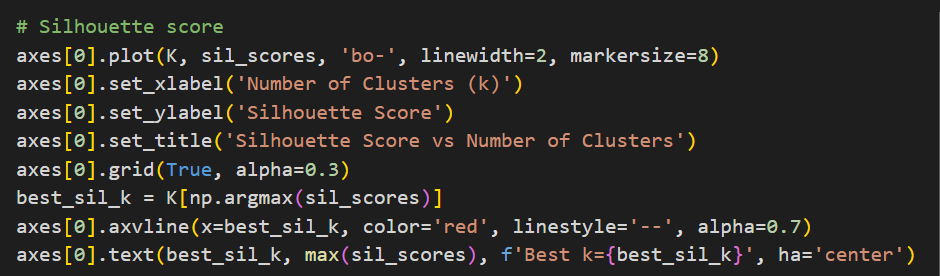 # Silhouette score
axes[0].plot(K, sil_scores, 'bo-', linewidth=2, markersize=8)
axes[0].set_xlabel('Number of Clusters (k)')
axes[0].set_ylabel('Silhouette Score')
axes[0].set_title('Silhouette Score vs Number of Clusters')
axes[0].grid(True, alpha=0.3)
best_sil_k = K[np.argmax(sil_scores)]
axes[0].axvline(x=best_sil_k, color='red', linestyle='--', alpha=0.7)
axes[0].text(best_sil_k, max(sil_scores), f'Best k={best_sil_k}', ha='center')